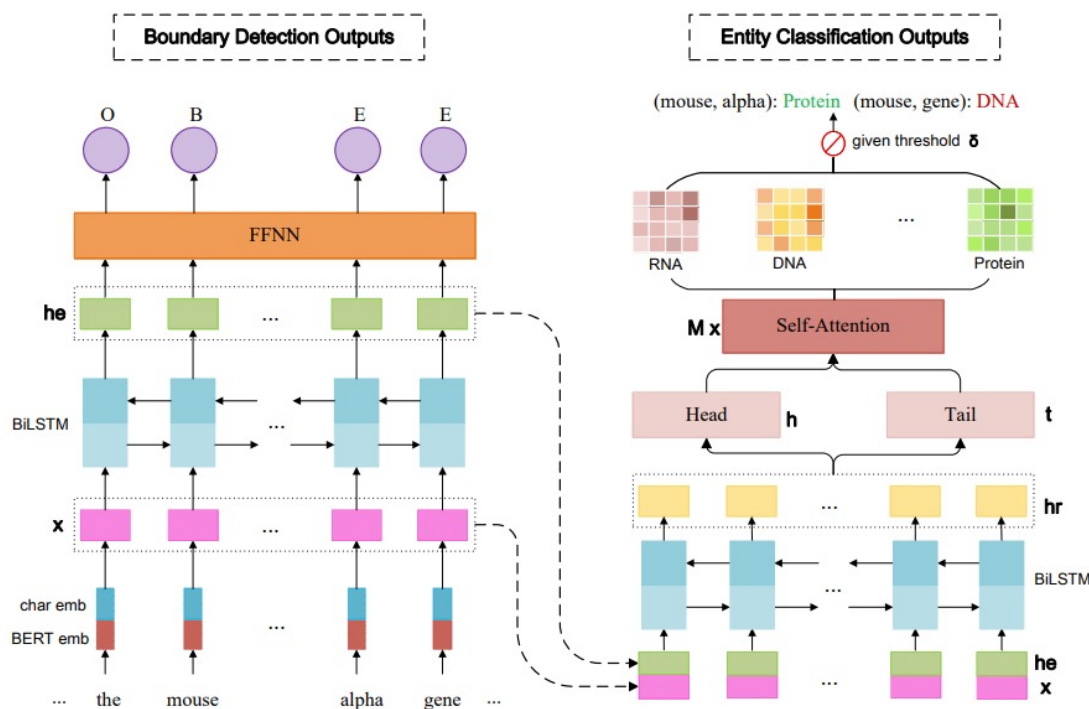 Boundary Detection Outputs
O B E E
FFNN
he
...
BiLSTM
...
x
...
char emb
BERT emb
...
... the mouse alpha gene ...
Entity Classification Outputs
(mouse, alpha): Protein (mouse, gene): DNA
given threshold δ
...
RNA DNA Protein
M x
Self-Attention
Head
h
Tail
t
...
hr
BiLSTM
...
he
...
x